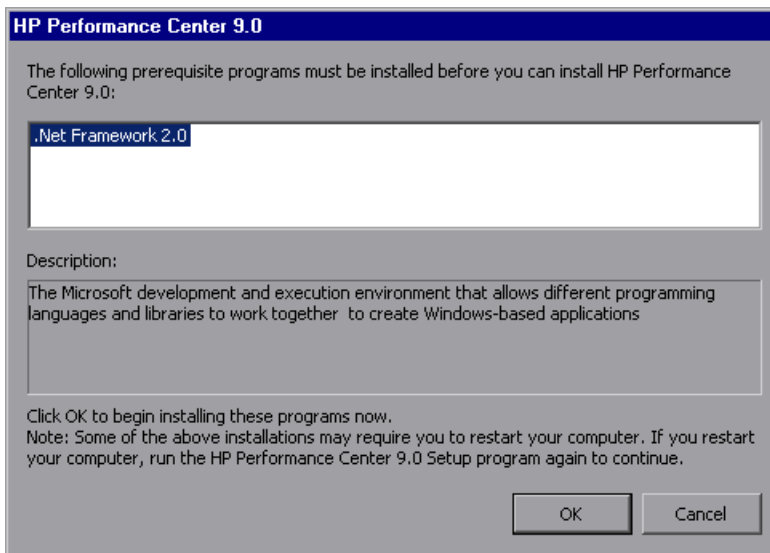 HP Performance Center 9.0
The following prerequisite programs must be installed before you can install HP Performance
Center 9.0:
.Net Framework 2.0
Description:
The Microsoft development and execution environment that allows different programming
languages and libraries to work together  to create Windows-based applications
Click OK to begin installing these programs now.
Note: Some of the above installations may require you to restart your computer. If you restart
your computer, run the HP Performance Center 9.0 Setup program again to continue.
OK
Cancel